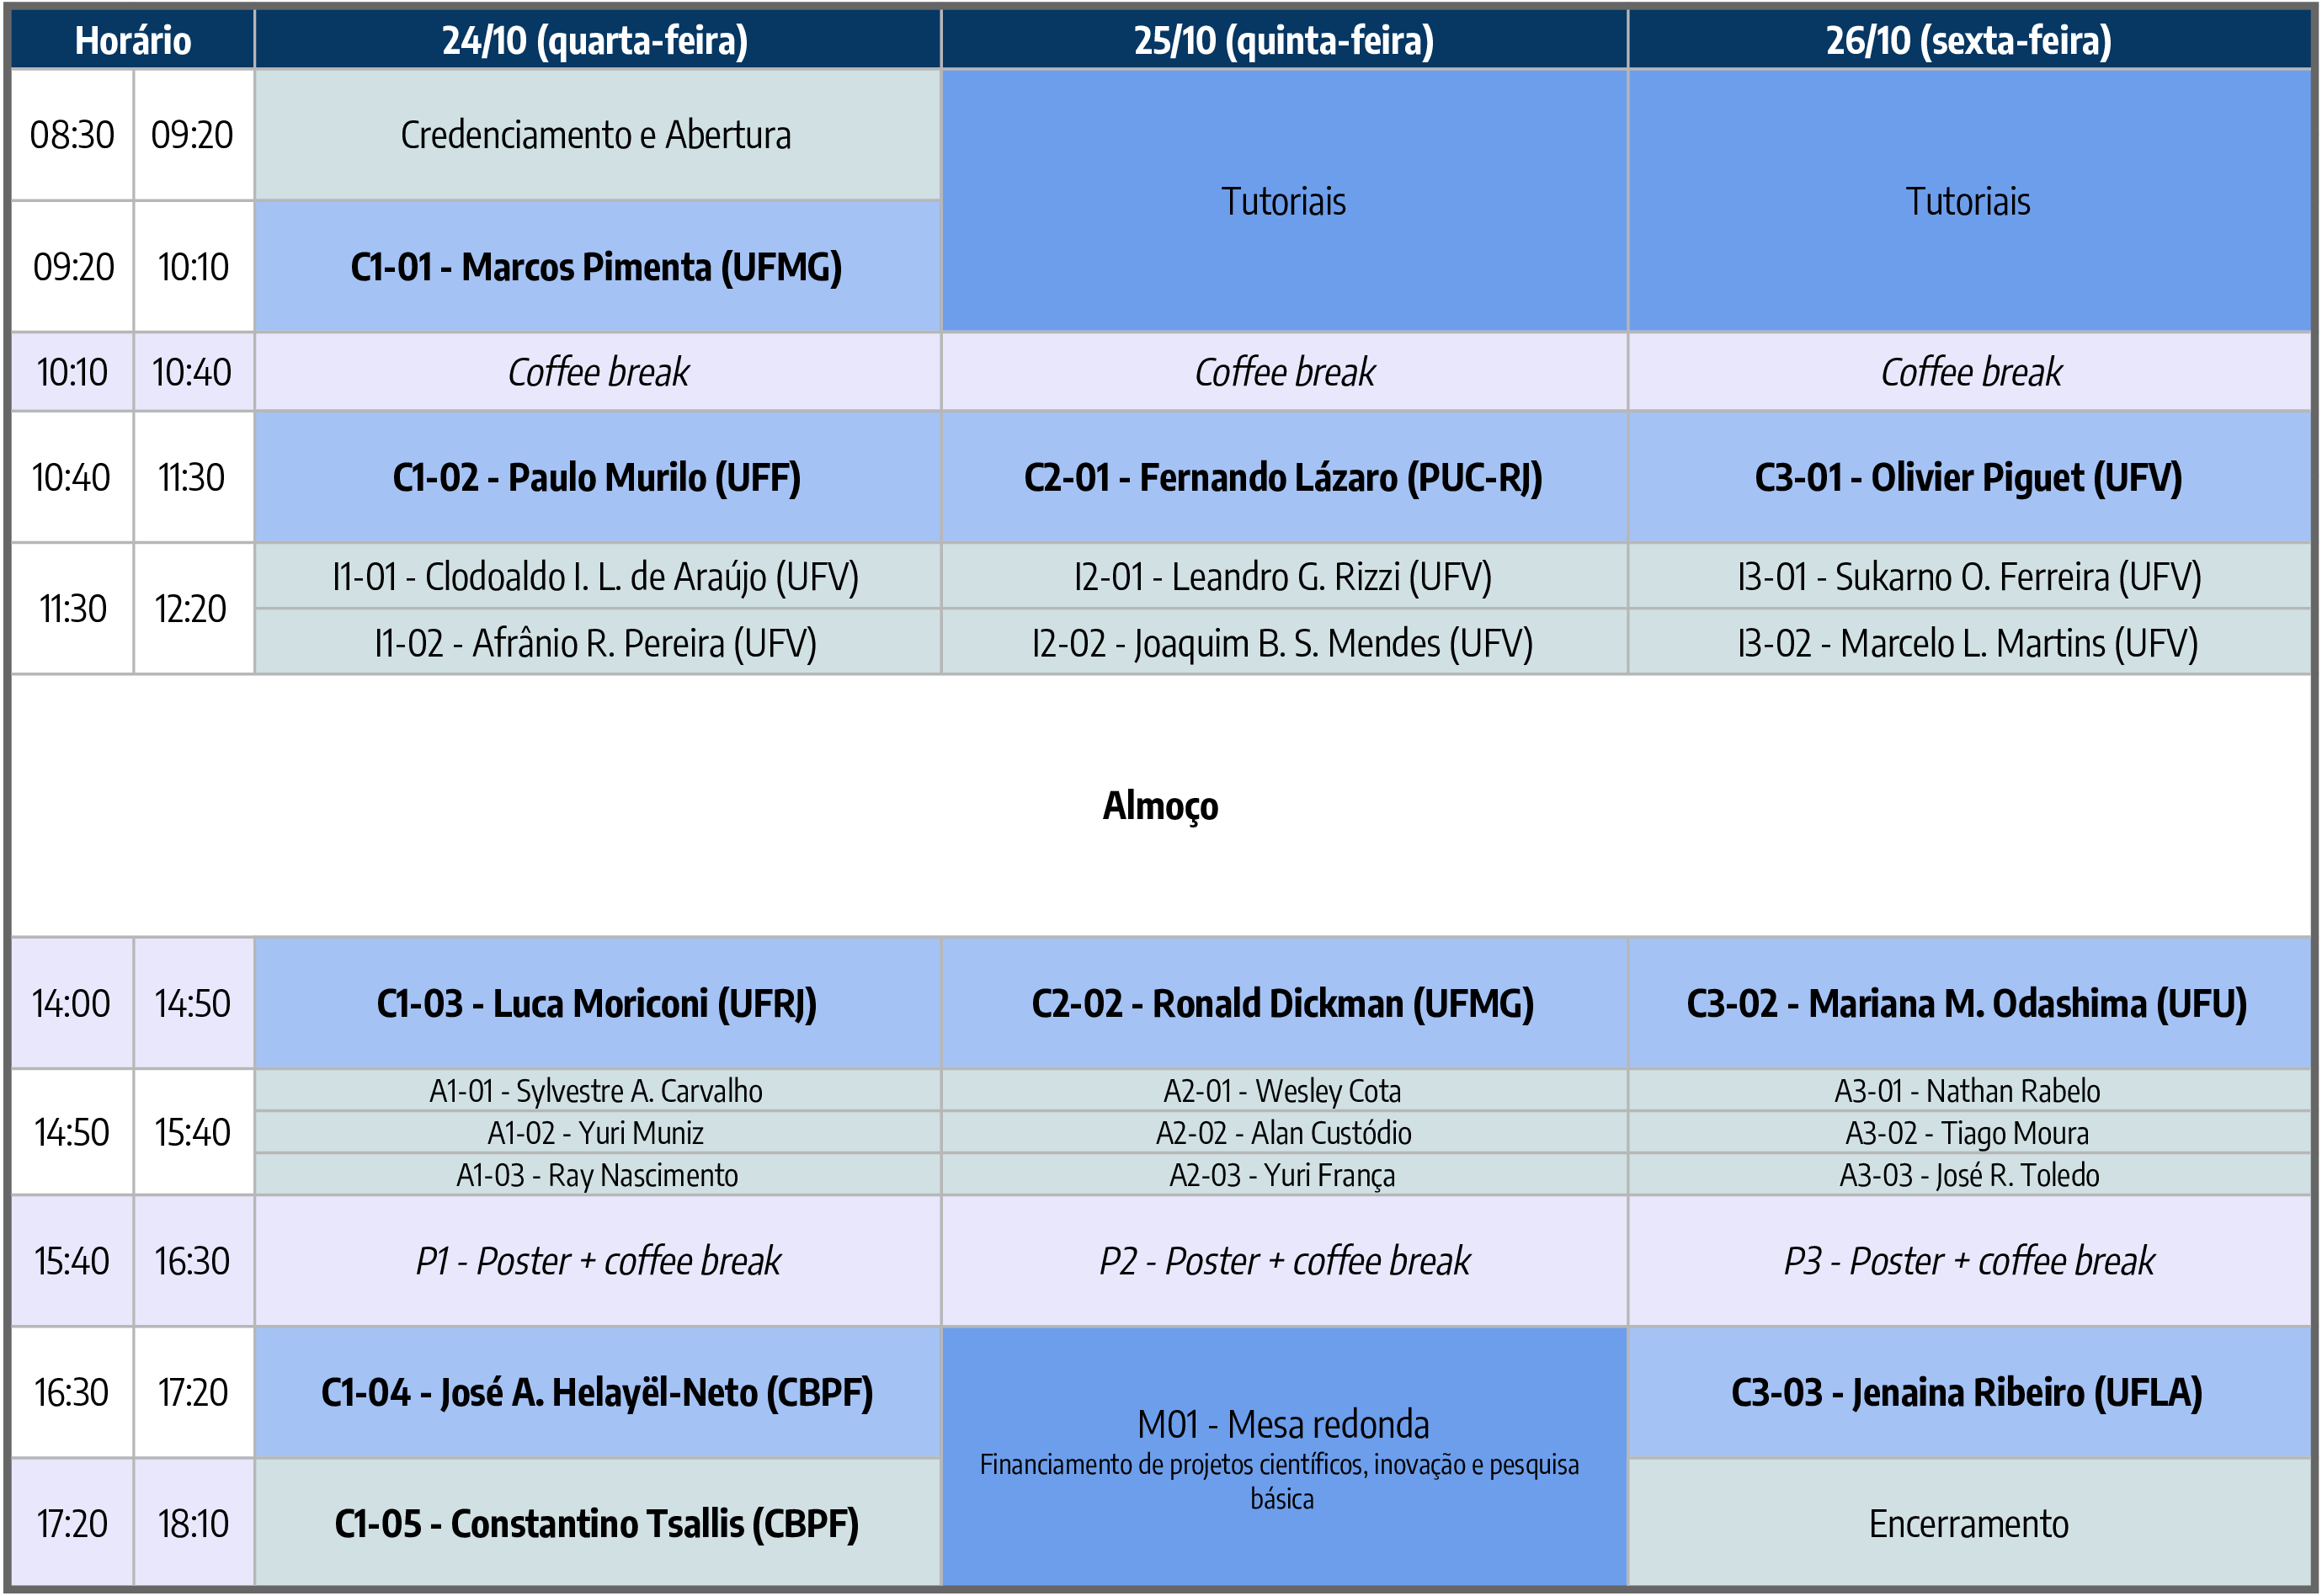 Horário 24/10 (quarta-feira) 25/10 (quinta-feira) 26/10 (sexta-feira)
08:30 09:20 Credenciamento e Abertura
Tutoriais Tutoriais
09:20 10:10 C1-01 - Marcos Pimenta (UFMG)
10:10 10:40 Coffee break Coffee break Coffee break
10:40 11:30 C1-02 - Paulo Murilo (UFF) C2-01 - Fernando Lázaro (PUC-RJ) C3-01 - Olivier Piguet (UFV)
11:30 12:20
I1-01 - Clodoaldo I. L. de Araújo (UFV) I2-01 - Leandro G. Rizzi (UFV) I3-01 - Sukarno O. Ferreira (UFV)
I1-02 - Afrânio R. Pereira (UFV) I2-02 - Joaquim B. S. Mendes (UFV) I3-02 - Marcelo L. Martins (UFV)
Almoço
14:00 14:50 C1-03 - Luca Moriconi (UFRJ) C2-02 - Ronald Dickman (UFMG) C3-02 - Mariana M. Odashima (UFU)
A1-01 - Sylvestre A. Carvalho A2-01 - Wesley Cota A3-01 - Nathan Rabelo
14:50 15:40 A1-02 - Yuri Muniz A2-02 - Alan Custódio A3-02 - Tiago Moura
A1-03 - Ray Nascimento A2-03 - Yuri França A3-03 - José R. Toledo
15:40 16:30 P1 - Poster + coffee break P2 - Poster + coffee break P3 - Poster + coffee break
16:30 17:20 C1-04 - José A. Helayël-Neto (CBPF) C3-03 - Jenaina Ribeiro (UFLA)
M01 - Mesa redonda
Financiamento de projetos científicos, inovação e pesquisa
básica
17:20 18:10 C1-05 - Constantino Tsallis (CBPF) Encerramento